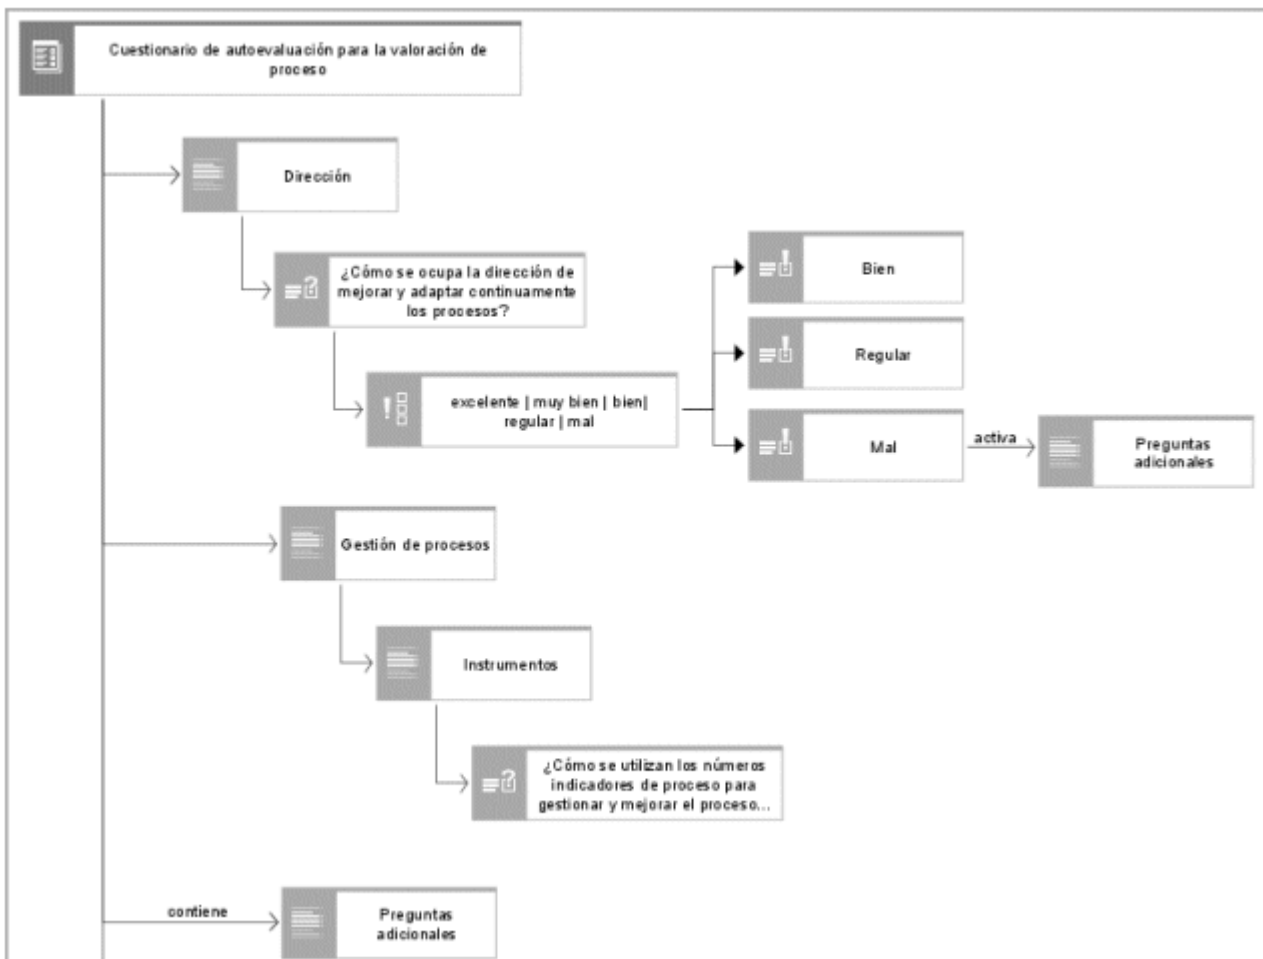 Cuestionario de autoevaluación para la valoración de
proceso
Dirección
¿Cómo se ocupa la dirección de
mejorar y adaptar continuamente
los procesos?
excelente | muy bien | bien|
regular | mal
Bien
Regular
Mal
activa
Preguntas
adicionales
Gestión de procesos
Instrumentos
¿Cómo se utilizan los números
indicadores de proceso para
gestionar y mejorar el proceso...
contiene
Preguntas
adicionales